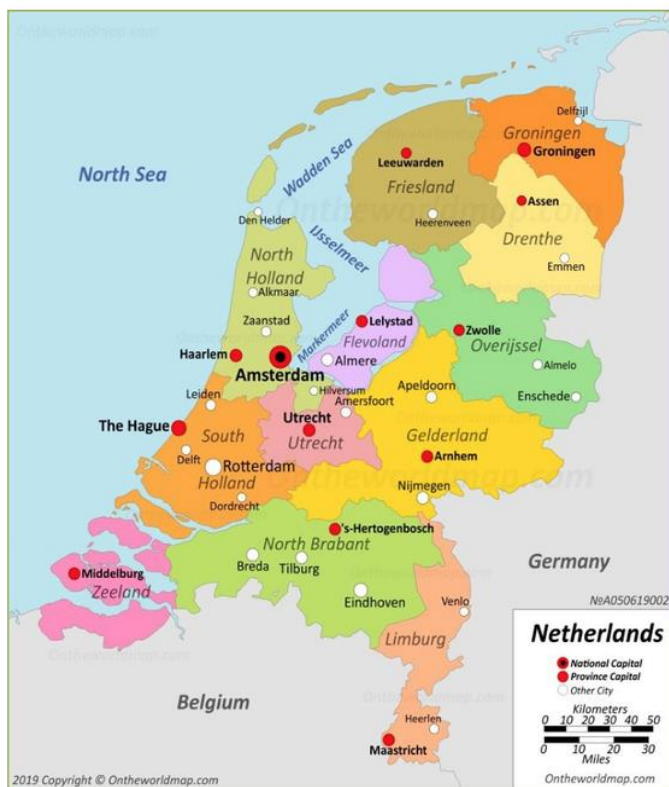 Ontheworldmap.com
North Sea
Wadden Sea
Delfzijl
Groningen
Groningen
Leeuwarden
Friesland
Assen
Ontheworldmap.com
Den Helder
Heerenveen
Drenthe
IJsselmeer
North
Holland
Emmen
Alkmaar
Zaanstad
Lelystad
Zwolle
Markermeer
Flevoland
Overijssel
Haarlem
Amsterdam
Almere
Almelo
Hilversum
Apeldoorn
Enschede
Leiden
Amersfoort
The Hague
Utrecht
South
Utrecht
Gelderland
Delft
Arnhem
Rotterdam
Holland
Nijmegen
Dordrecht
's-Hertogenbosch
North Brabant
Breda
Tilburg
Germany
Middelburg
Zeeland
Eindhoven
№A050619002
Venlo
Limburg
Netherlands
National Capital
Province Capital
Other City
Belgium
Kilometers
0 10 20 30 40 50
Heerlen
Maastricht
0 10 20 30
Miles
2019 Copyright © Ontheworldmap.com
Ontheworldmap.com